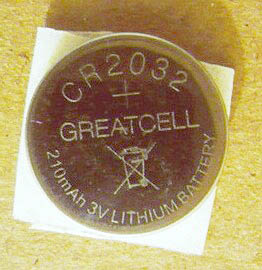 CR2032
+
GREATCELL
210mAh 3V LITHIUM BATTERY